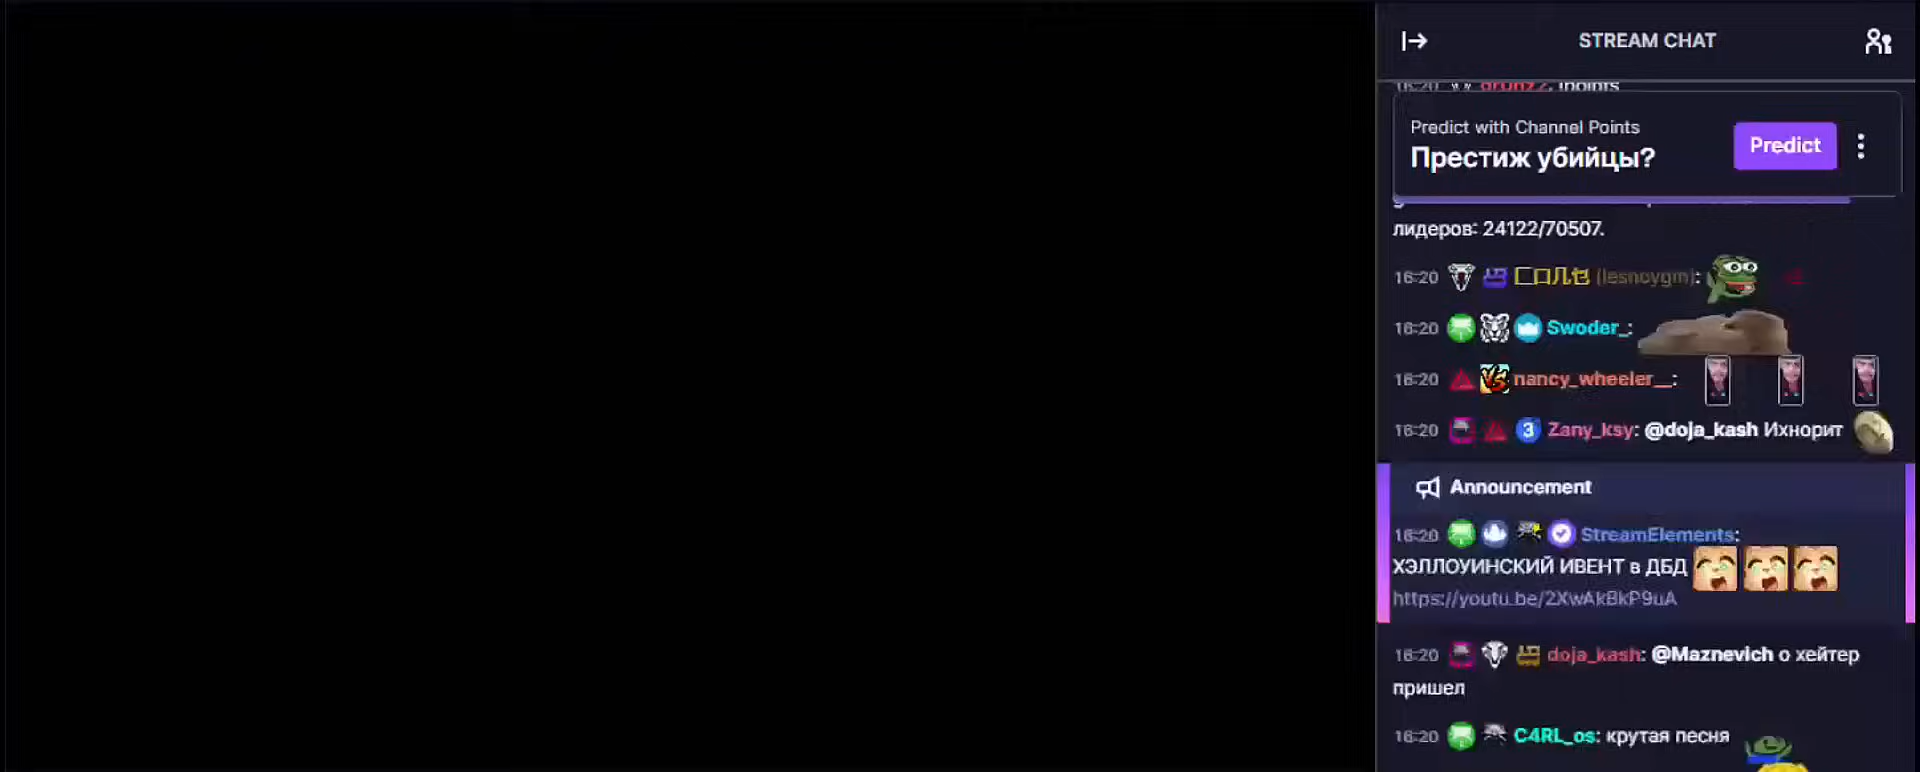 STREAM CHAT
Predict with Channel Points
Престиж убийцы?
Predict
лидеров: 24122/70507.
16:20 (lesnoygm):
16:20 Swoder_:
16:20 VS nancy_wheeler__:
16:20 3 Zany_ksy: @doja_kash Ихнорит
Announcement
16:20 StreamElements:
ХЭЛЛОУИНСКИЙ ИВЕНТ в ДБД
https://youtu.be/2XwAkBkP9uA
16:20 doja_kash: @Maznevich о хейтер
пришел
16:20 C4RL_os: крутая песня